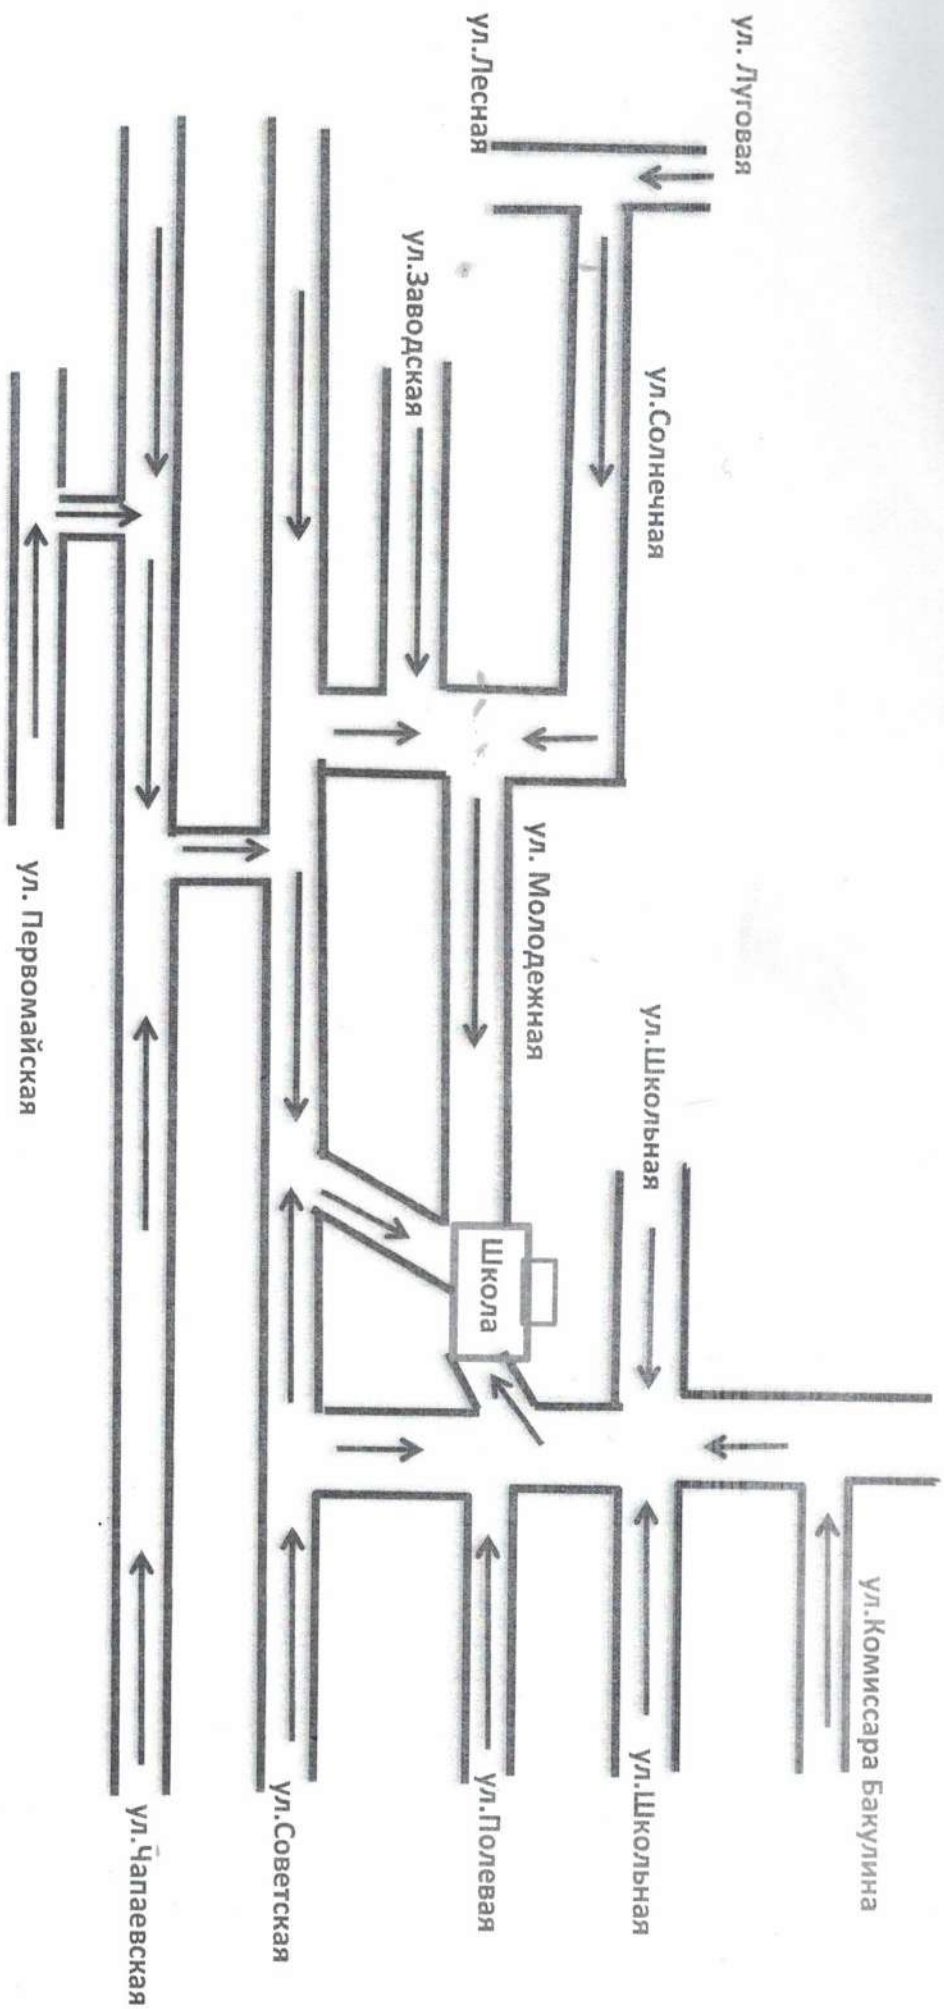 ул. Луговая
ул.Лесная
ул.Солнечная
ул.Заводская
ул. Молодежная
ул.Школьная
Школа
ул.Комиссара Бакулина
ул.Школьная
ул.Полевая
ул.Советская
ул.Чапаевская
ул. Первомайская